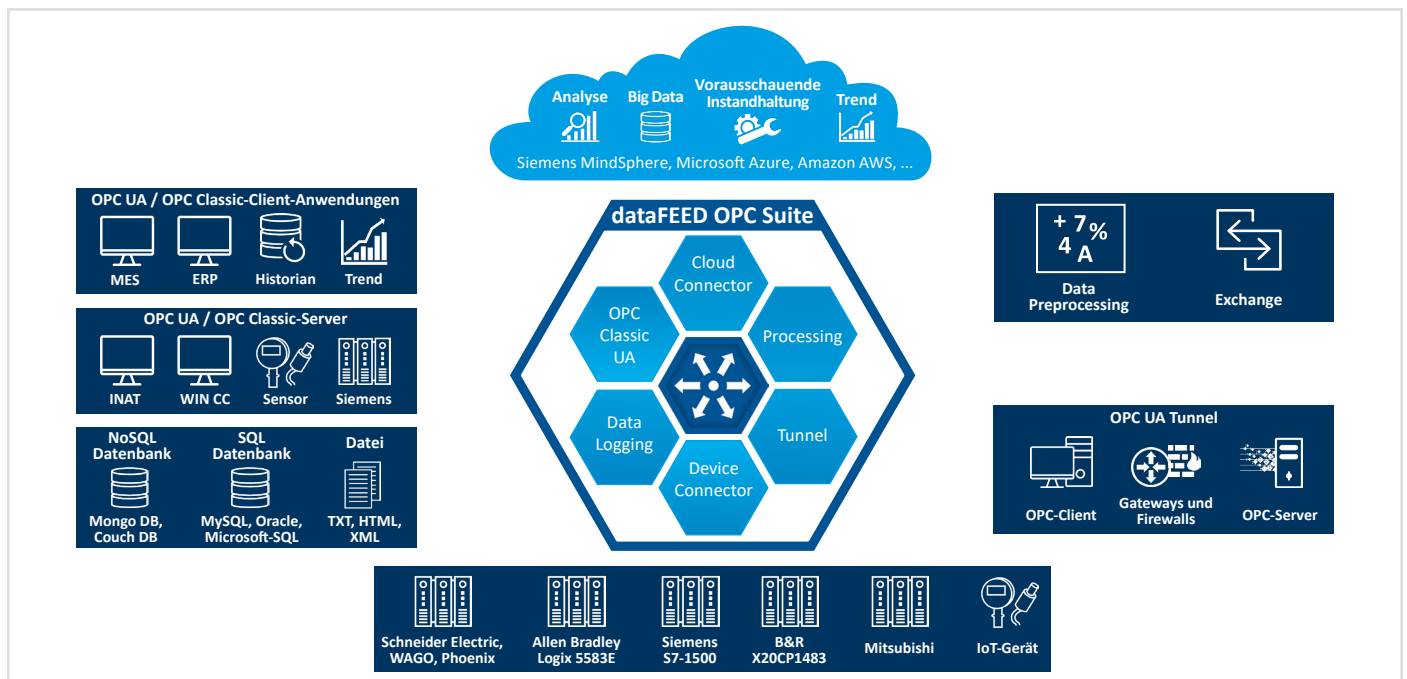 Analyse
Big Data
Vorausschauende
Instandhaltung
Trend
Siemens MindSphere, Microsoft Azure, Amazon AWS, ...
OPC UA / OPC Classic-Client-Anwendungen
MES
ERP
Historian
Trend
OPC UA / OPC Classic-Server
INAT
WIN CC
Sensor
Siemens
NoSQL
Datenbank
Mongo DB,
Couch DB
SQL
Datenbank
MySQL, Oracle,
Microsoft-SQL
Datei
TXT, HTML,
XML
dataFEED OPC Suite
Cloud
Connector
OPC
Classic
UA
Processing
Data
Logging
Tunnel
Device
Connector
+ 7%
4 A
Data
Preprocessing
Exchange
OPC UA Tunnel
OPC-Client
Gateways und
Firewalls
OPC-Server
Schneider Electric,
WAGO, Phoenix
Allen Bradley
Logix 5583E
Siemens
S7-1500
B&R
X20CP1483
Mitsubishi
IoT-Gerät